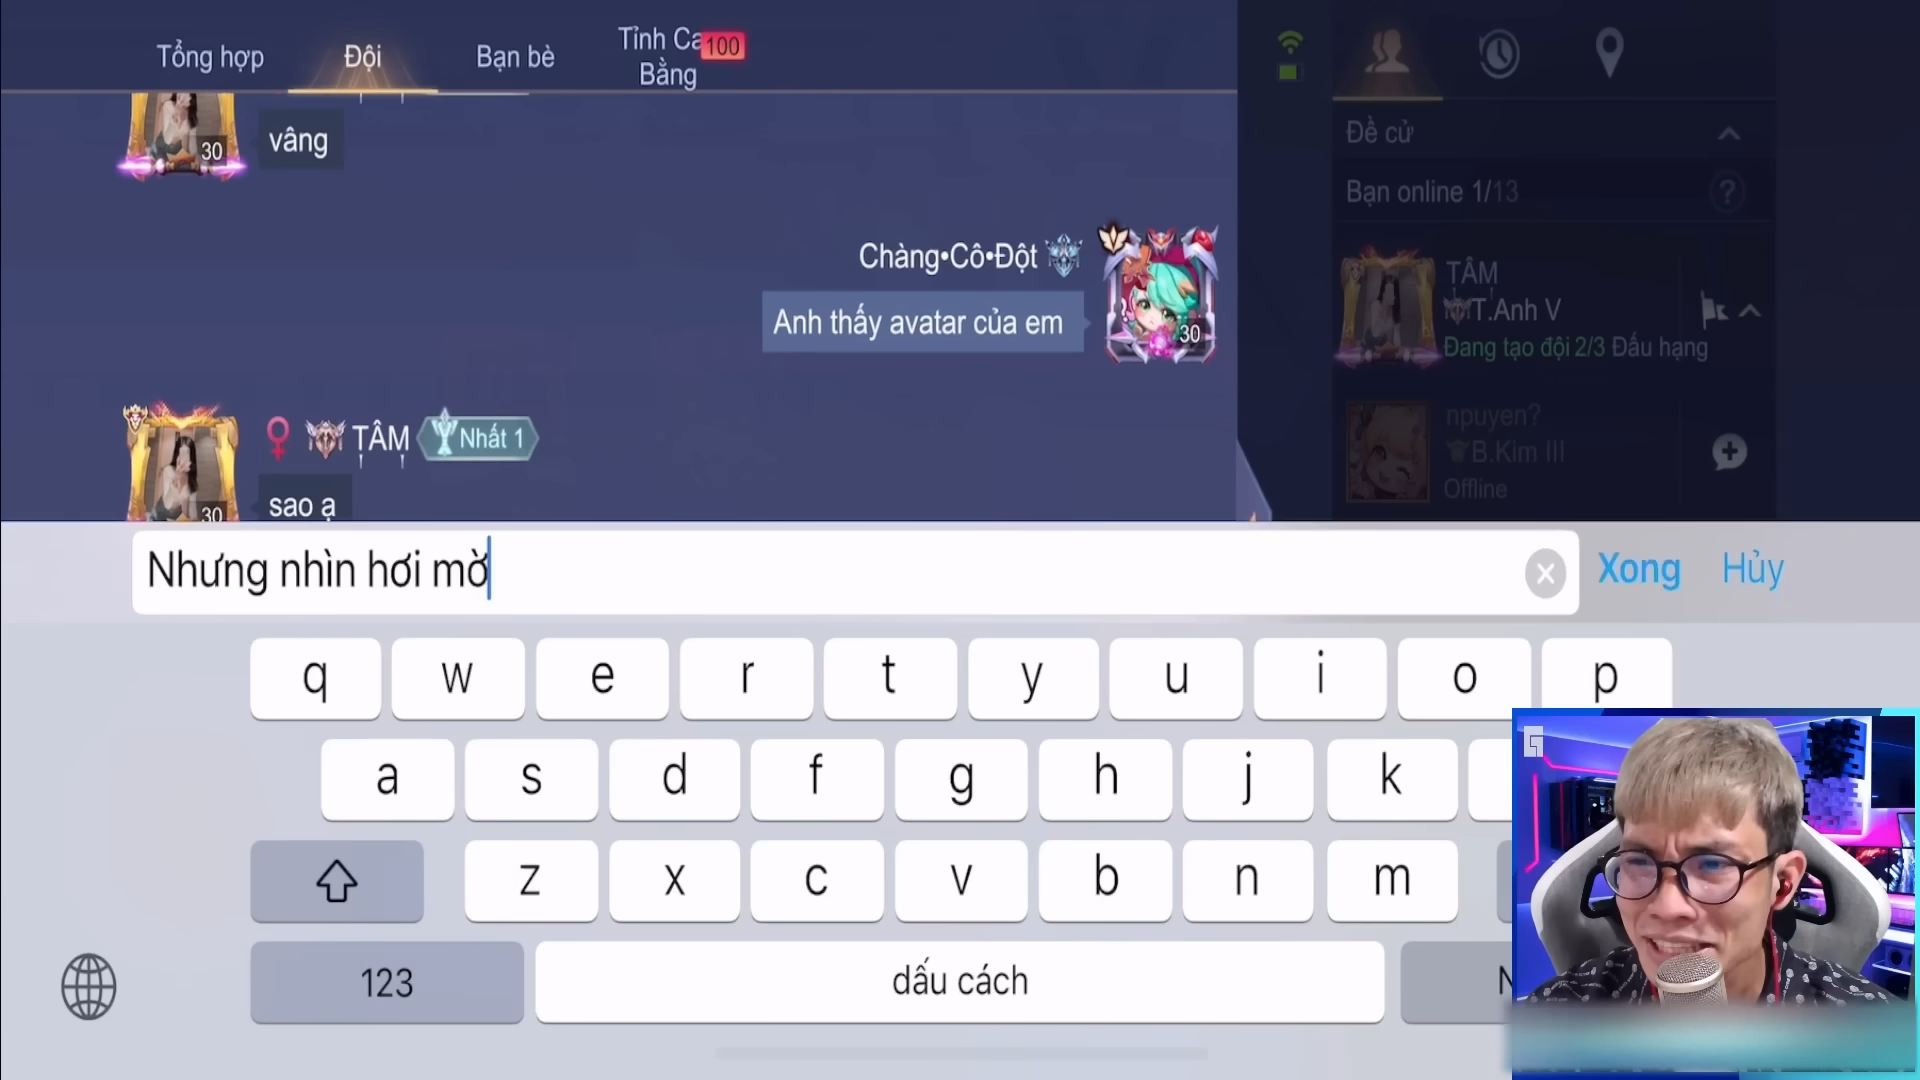 Tổng hợp
Đội
Bạn bè
Tỉnh Ca
Bằng
100
30
vâng
Chàng•Cô•Đột
Anh thấy avatar của em
30
TÂM
Nhất 1
30
sao ạ
Đề cử
Bạn online 1/13
?
TÂM
T.Anh V
Đang tạo đội 2/3 Đấu hạng
npuyen?
B.Kim III
Offline
Nhưng nhìn hơi mờ
Xong
Hủy
q w e r t y u i o p
a s d f g h j k
z x c v b n m
123
dấu cách
N